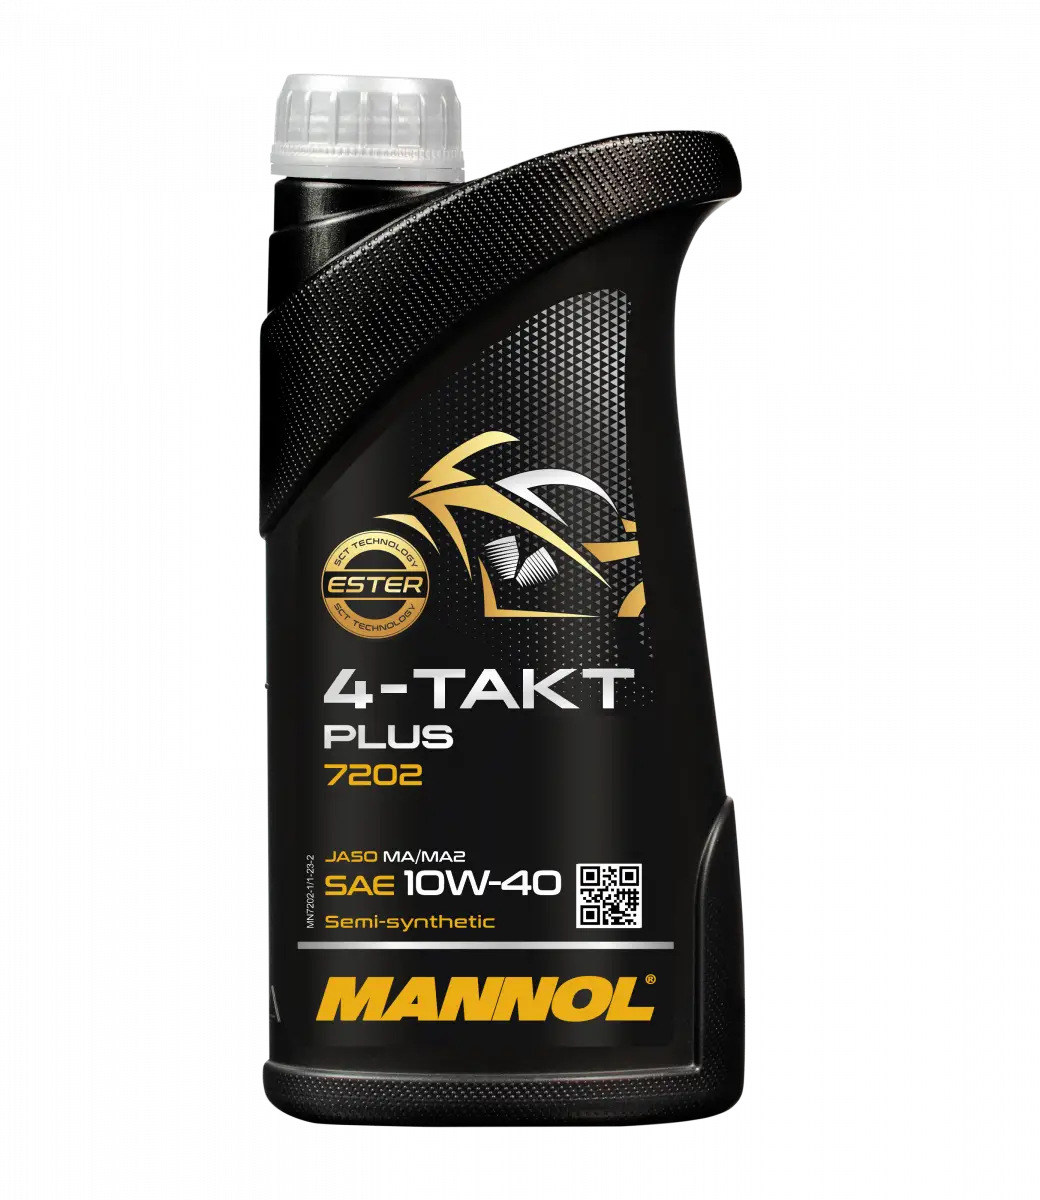 SCT TECHNOLOGY
ESTER
SCT TECHNOLOGY
4-TAKT
PLUS
7202
JASO MA/MA2
SAE 10W-40
Semi-synthetic
MN7202-1/1-23-2
MANNOL®